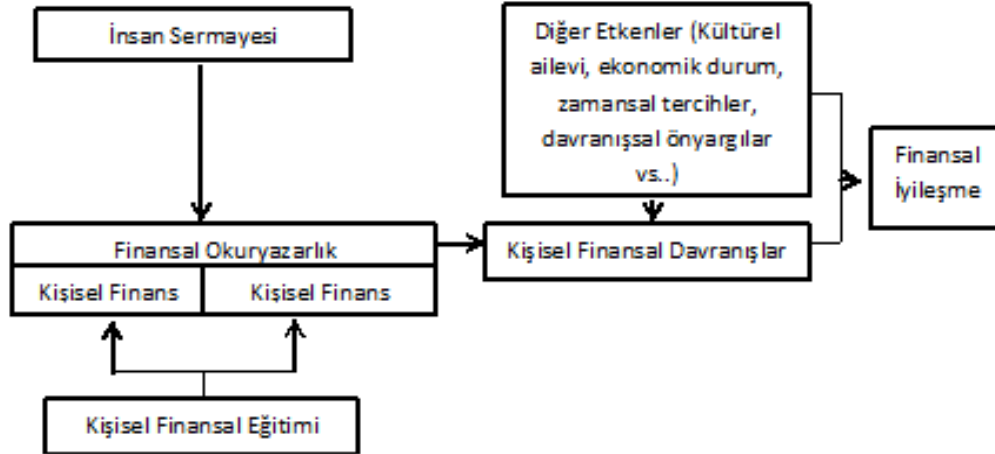 İnsan Sermayesi
Diğer Etkenler (Kültürel
ailevi, ekonomik durum,
zamansal tercihler,
davranışsal önyargılar
vs..)
Finansal
İyileşme
Finansal Okuryazarlık
Kişisel Finans
Kişisel Finans
Kişisel Finansal Davranışlar
Kişisel Finansal Eğitimi